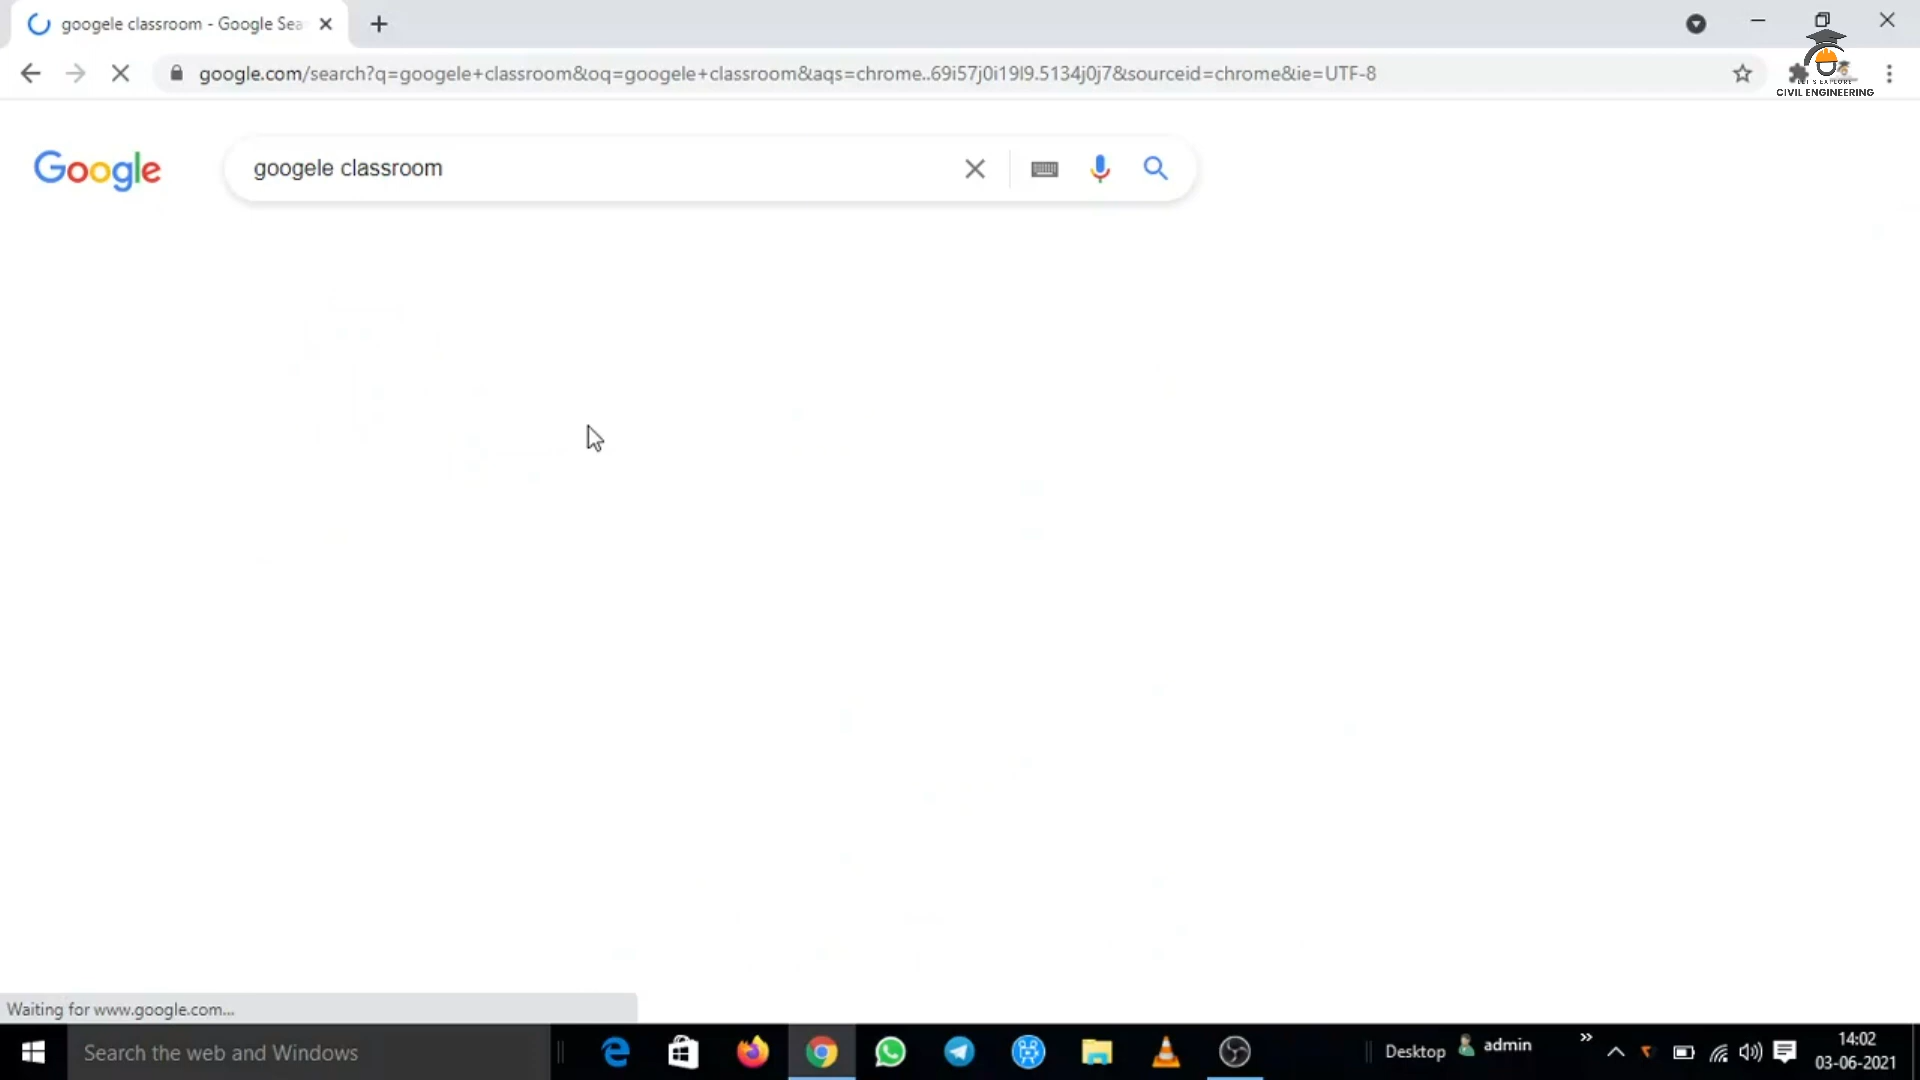 googele classroom - Google Sea
google.com/search?q=googele+classroom&oq=googele+classroom&aqs=chrome..69i57j0i19l9.5134j0j7&sourceid=chrome&ie=UTF-8
LET'S EXPLORE
CIVIL ENGINEERING
Google
googele classroom
Waiting for www.google.com...
Search the web and Windows
Desktop
admin
14:02
03-06-2021